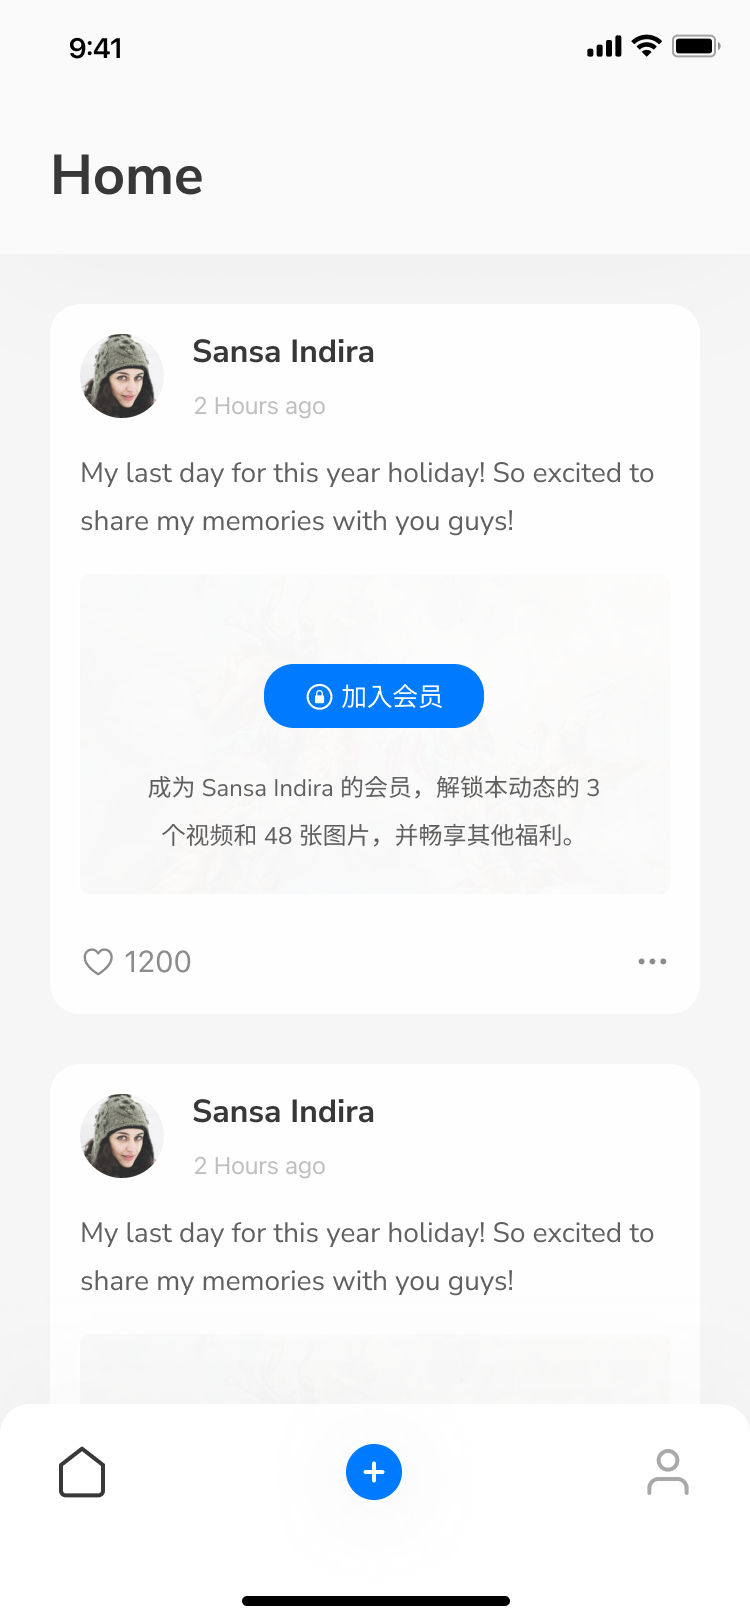 9:41
Home
Sansa Indira
2 Hours ago
My last day for this year holiday! So excited to
share my memories with you guys!
加入会员
成为 Sansa Indira 的会员，解锁本动态的 3
个视频和 48 张图片，并畅享其他福利。
1200
Sansa Indira
2 Hours ago
My last day for this year holiday! So excited to
share my memories with you guys!